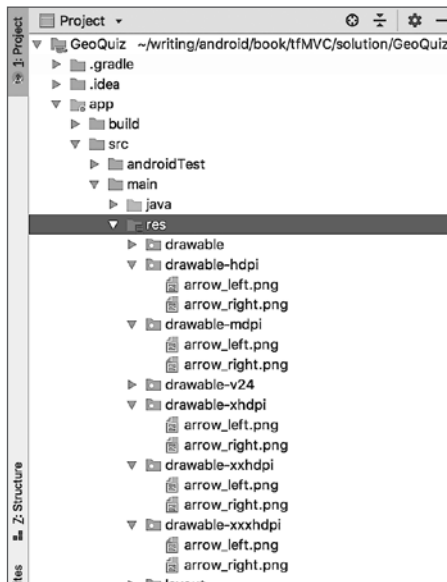 Project
1: Project
GeoQuiz ~/writing/android/book/tfMVC/solution/GeoQuiz
.gradle
.idea
app
build
src
androidTest
main
java
res
drawable
drawable-hdpi
arrow_left.png
arrow_right.png
drawable-mdpi
arrow_left.png
arrow_right.png
drawable-v24
drawable-xhdpi
arrow_left.png
arrow_right.png
drawable-xxhdpi
arrow_left.png
arrow_right.png
drawable-xxxhdpi
arrow_left.png
arrow_right.png
Z: Structure